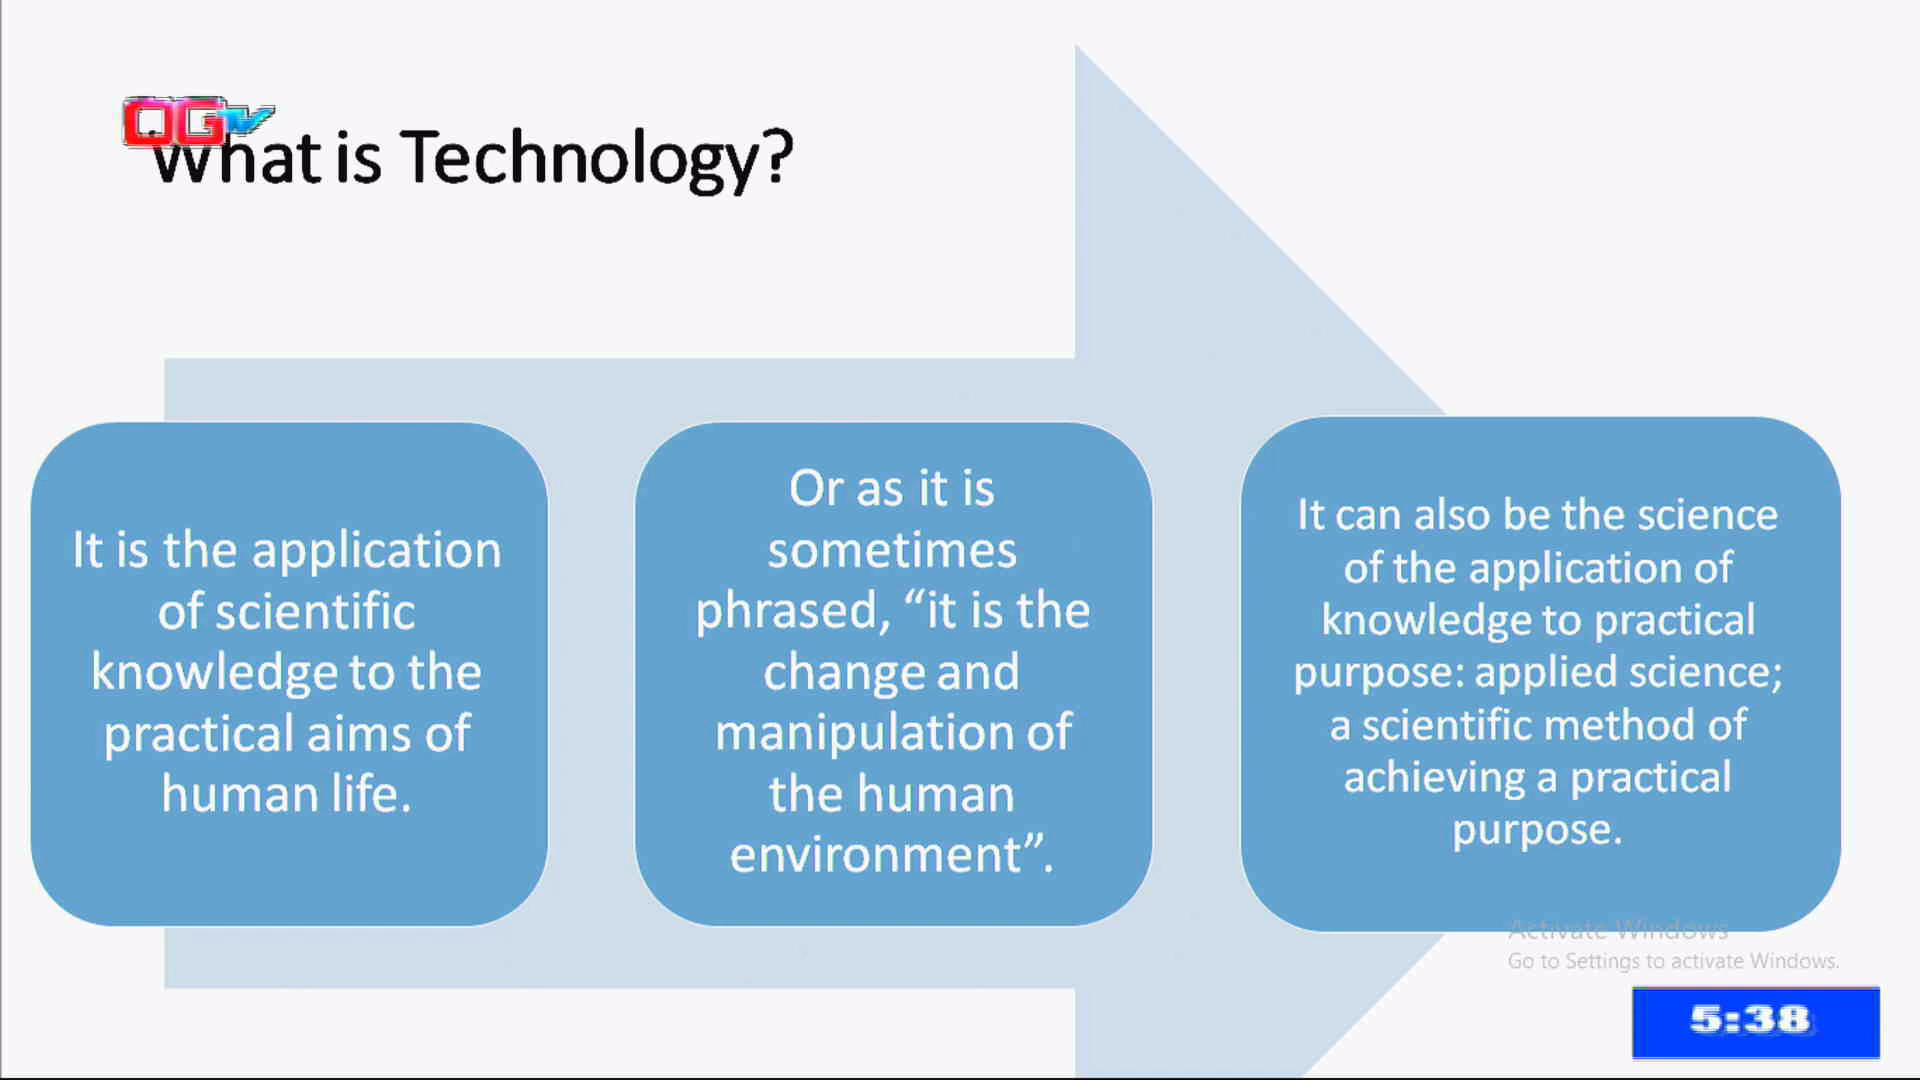 OGTV
What is Technology?
It is the application
of scientific
knowledge to the
practical aims of
human life.
Or as it is
sometimes
phrased, “it is the
change and
manipulation of
the human
environment”.
It can also be the science
of the application of
knowledge to practical
purpose: applied science;
a scientific method of
achieving a practical
purpose.
Activate Windows
Go to Settings to activate Windows.
5:38